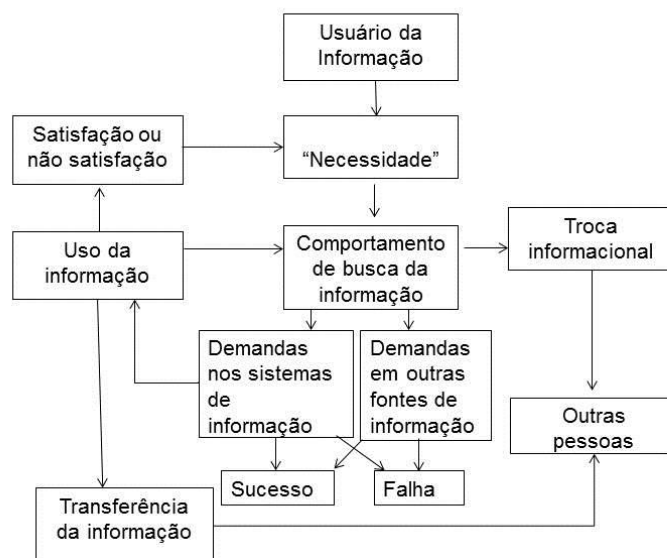 Usuário da
Informação
Satisfação ou
não satisfação
“Necessidade”
Uso da
informação
Comportamento
de busca da
informação
Troca
informacional
Demandas
nos sistemas
de
informação
Demandas
em outras
fontes de
informação
Outras
pessoas
Sucesso
Falha
Transferência
da informação